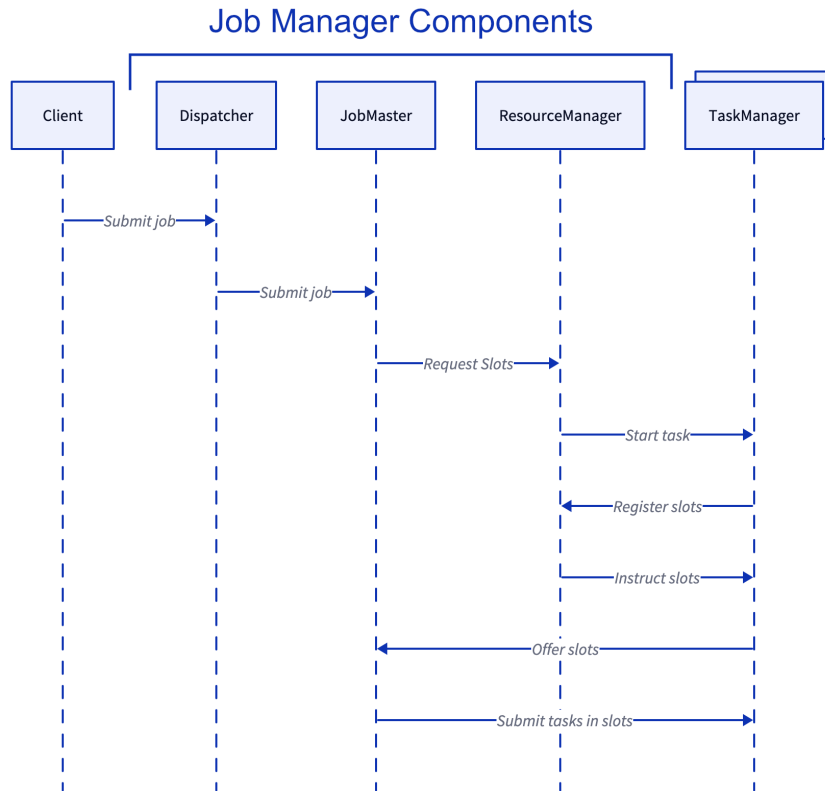 Job Manager Components
Client
Dispatcher
JobMaster
ResourceManager
TaskManager
Submit job
Submit job
Request Slots
Start task
Register slots
Instruct slots
Offer slots
Submit tasks in slots